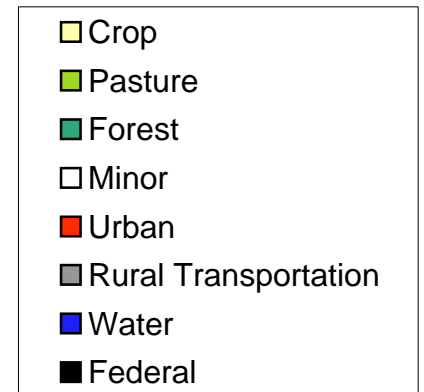 Crop
Pasture
Forest
Minor
Urban
Rural Transportation
Water
Federal